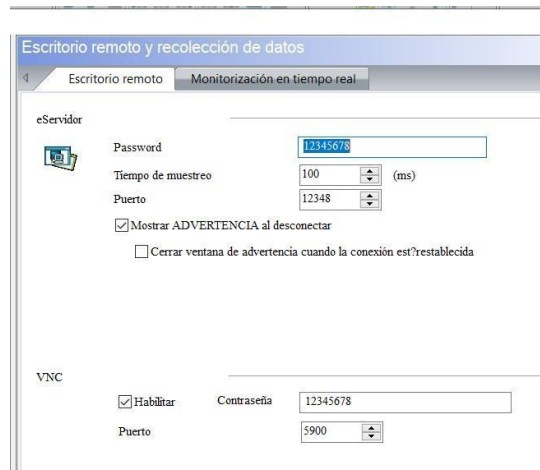 Escritorio remoto y recolección de datos
Escritorio remoto Monitorización en tiempo real
eServidor
Password 12345678
Tiempo de muestreo 100 (ms)
Puerto 12348
Mostrar ADVERTENCIA al desconectar
Cerrar ventana de advertencia cuando la conexión est?restablecida
VNC
Habilitar Contraseña 12345678
Puerto 5900